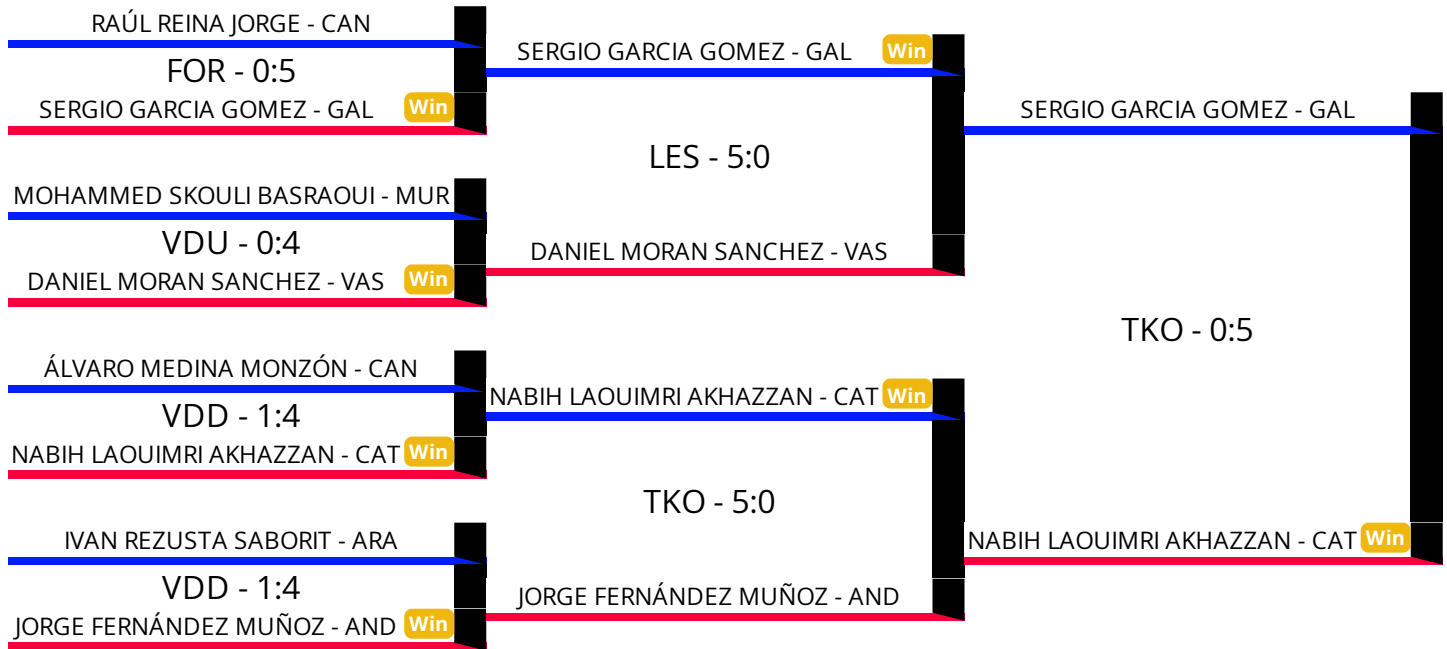 RAÚL REINA JORGE - CAN
FOR - 0:5
SERGIO GARCIA GOMEZ - GAL Win
MOHAMMED SKOULI BASRAOUI - MUR
VDU - 0:4
DANIEL MORAN SANCHEZ - VAS Win
ÁLVARO MEDINA MONZÓN - CAN
VDD - 1:4
NABIH LAOUIMRI AKHAZZAN - CAT Win
IVAN REZUSTA SABORIT - ARA
VDD - 1:4
JORGE FERNÁNDEZ MUÑOZ - AND Win
SERGIO GARCIA GOMEZ - GAL Win
LES - 5:0
DANIEL MORAN SANCHEZ - VAS
NABIH LAOUIMRI AKHAZZAN - CAT Win
TKO - 5:0
JORGE FERNÁNDEZ MUÑOZ - AND
SERGIO GARCIA GOMEZ - GAL
TKO - 0:5
NABIH LAOUIMRI AKHAZZAN - CAT Win